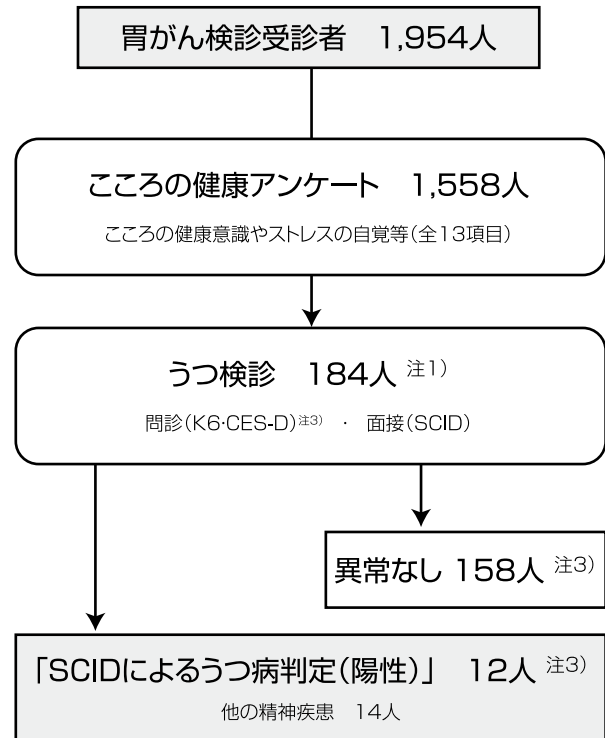 胃がん検診受診者　1,954人
こころの健康アンケート　1,558人
こころの健康意識やストレスの自覚等(全13項目)
うつ検診　184人 注1)
問診(K6・CES-D)注3)　・　面接(SCID)
異常なし 158人 注3)
「SCIDによるうつ病判定(陽性)」　12人 注3)
他の精神疾患　14人